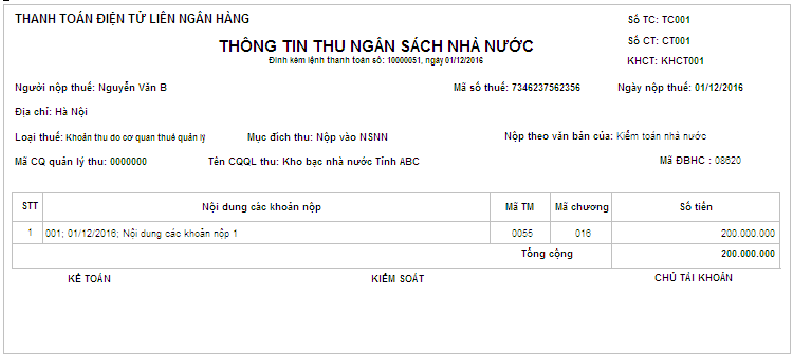 THANH TOÁN ĐIỆN TỬ LIÊN NGÂN HÀNG
Số TC: TC001
Số CT: CT001
THÔNG TIN THU NGÂN SÁCH NHÀ NƯỚC
Đính kèm lệnh thanh toán số: 10000051, ngày 01/12/2016
KHCT: KHCT001
Người nộp thuế: Nguyễn Văn B Mã số thuế: 7346237562356 Ngày nộp thuế: 01/12/2016
Địa chỉ: Hà Nội
Loại thuế: Khoản thu do cơ quan thuế quản lý Mục đích thu: Nộp vào NSNN Nộp theo văn bản của: Kiểm toán nhà nước
Mã CQ quản lý thu: 0000000 Tên CQQL thu: Kho bạc nhà nước Tỉnh ABC Mã ĐBHC : 08520
STT Nội dung các khoản nộp Mã TM Mã chương Số tiền
1 001; 01/12/2016; Nội dung các khoản nộp 1 0055 016 200.000.000
Tổng cộng 200.000.000
KẾ TOÁN KIỂM SOÁT CHỦ TÀI KHOẢN